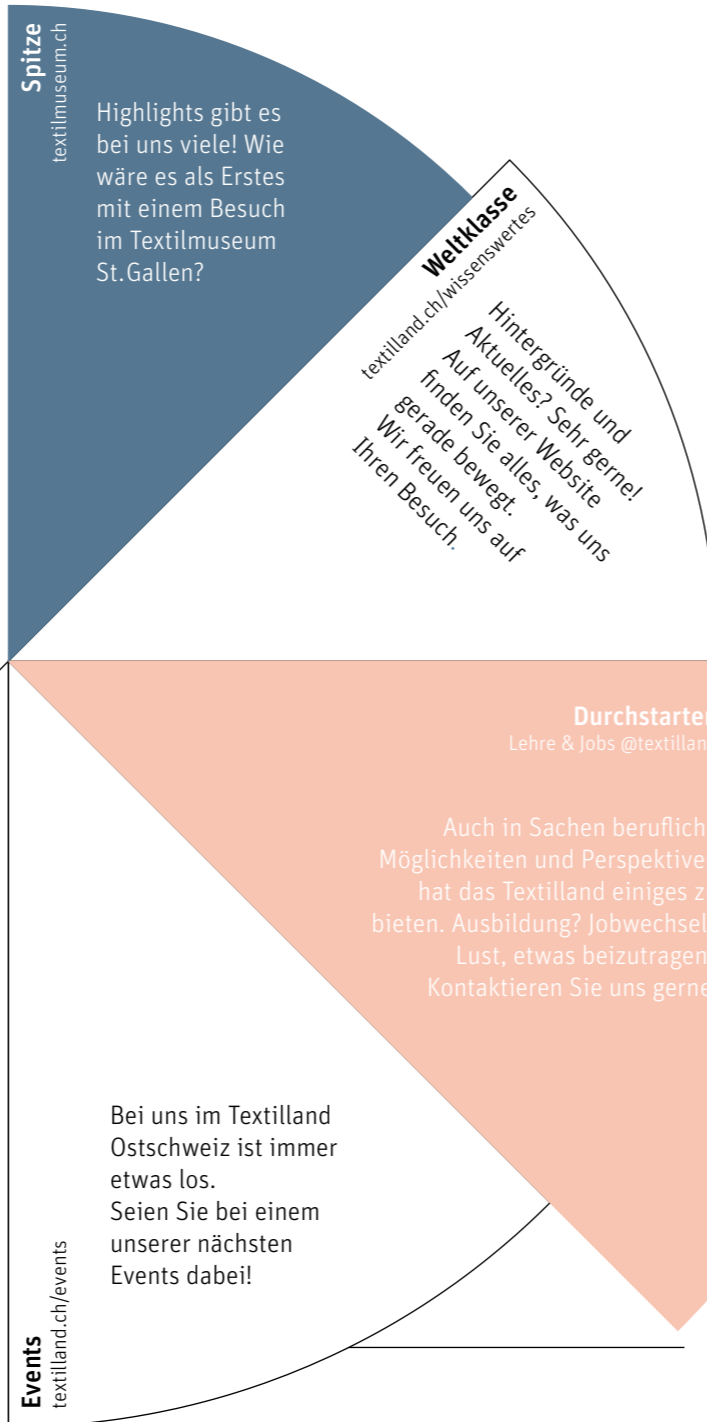 Spitze
textilmuseum.ch
Highlights gibt es
bei uns viele! Wie
wäre es als Erstes
mit einem Besuch
im Textilmuseum
St.Gallen?
Weltklasse
textilland.ch/wissenswertes
Hintergründe und
Aktuelles? Sehr gerne!
Auf unserer Website
finden Sie alles, was uns
gerade bewegt.
Wir freuen uns auf
Ihren Besuch.
Durchstarten
Lehre & Jobs @textillan
Auch in Sachen beruflich
Möglichkeiten und Perspektive
hat das Textilland einiges z
bieten. Ausbildung? Jobwechsel
Lust, etwas beizutragen
Kontaktieren Sie uns gerne
Bei uns im Textilland
Ostschweiz ist immer
etwas los.
Seien Sie bei einem
unserer nächsten
Events dabei!
Events
textilland.ch/events